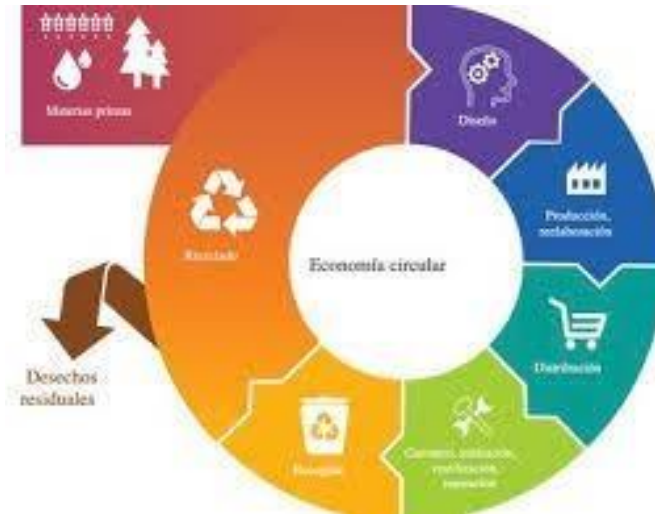 Materias primas
Diseño
Producción,
reelaboración
Reciclado
Economía circular
Distribución
Desechos
residuales
Consumo, utilización,
reutilización,
reparación
Recogida